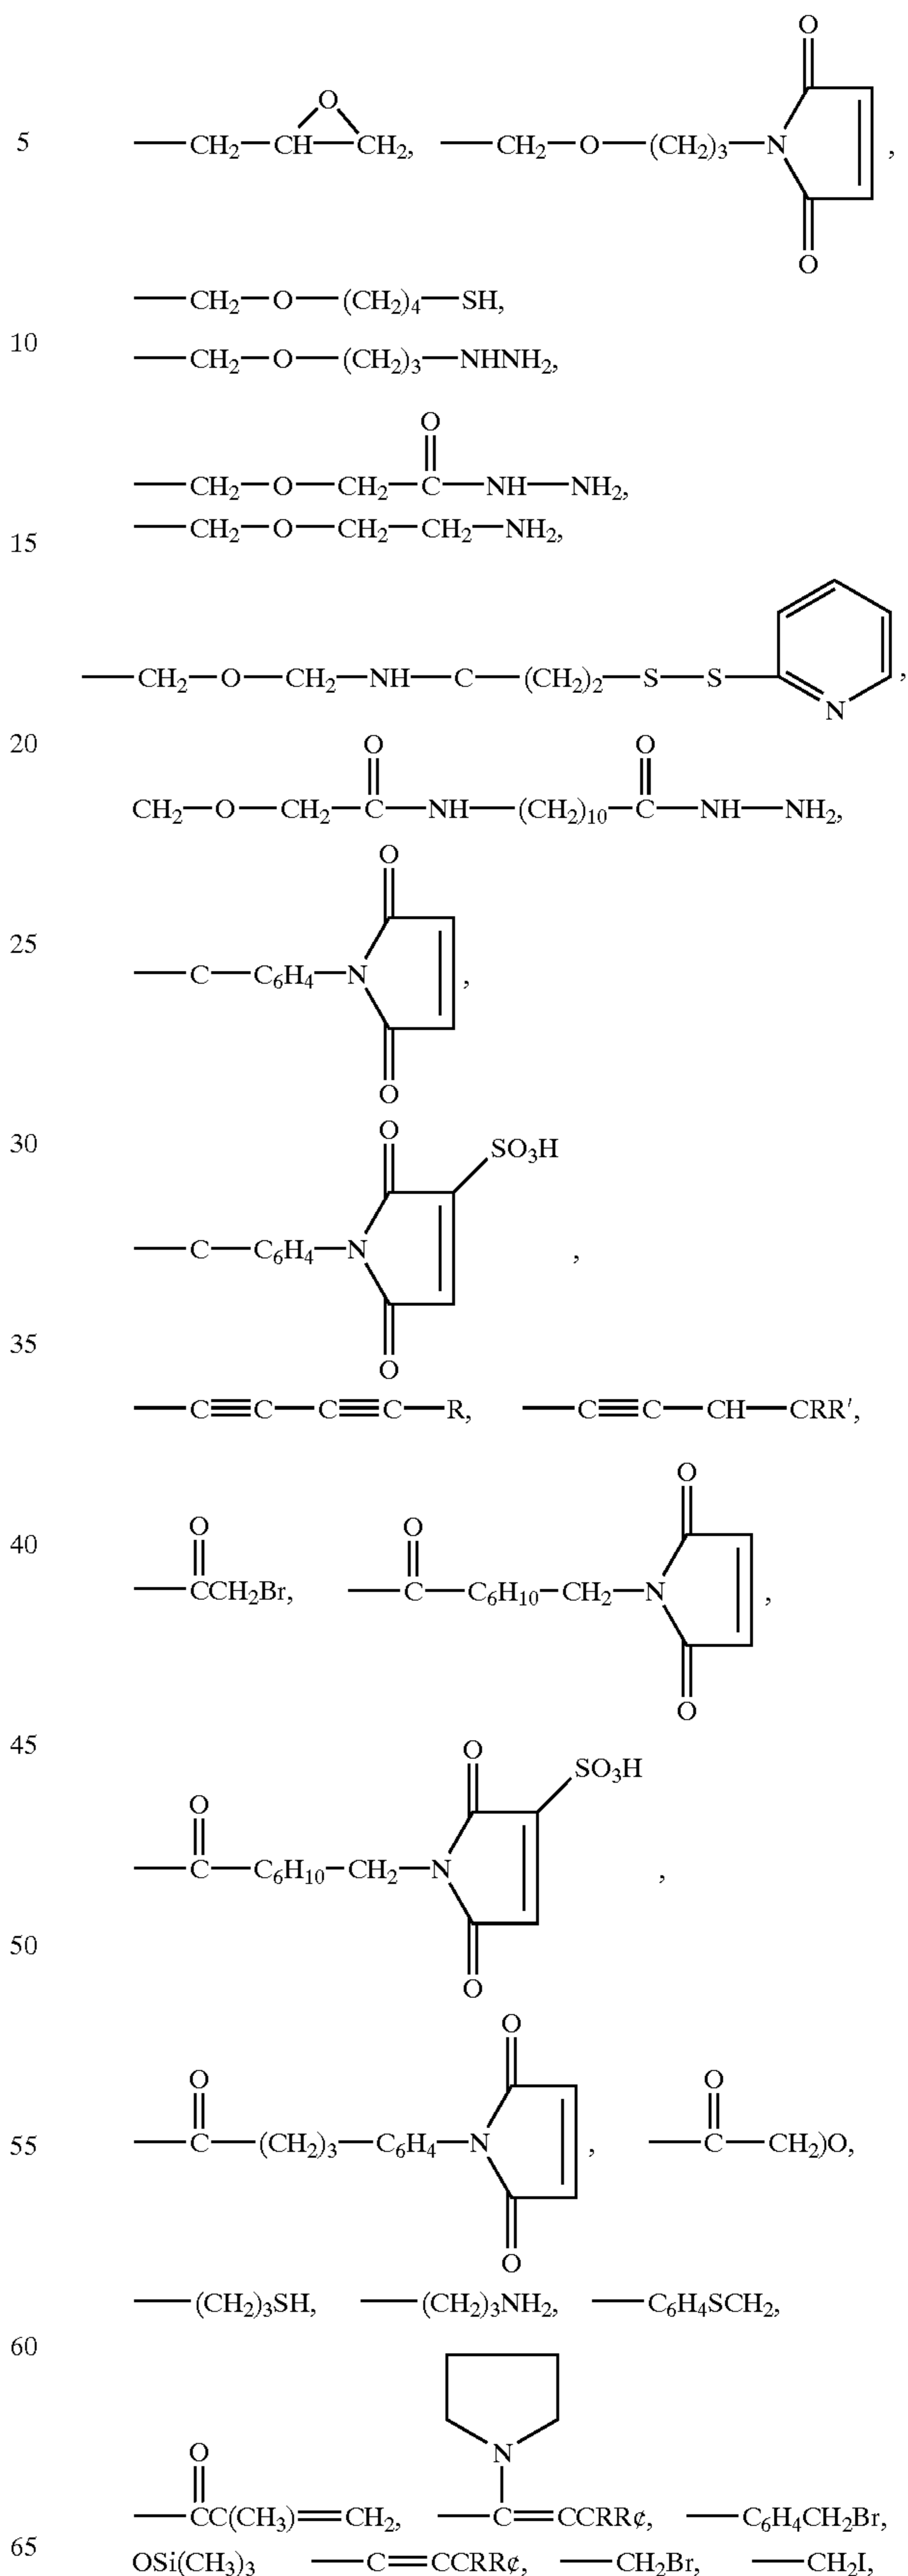 O O
5 —CH₂—CH—CH₂, —CH₂—O—(CH₂)₃—N ,
O
—CH₂—O—(CH₂)₄—SH,
10
—CH₂—O—(CH₂)₃—NHNH₂,
O
—CH₂—O—CH₂—C—NH—NH₂,
—CH₂—O—CH₂—CH₂—NH₂,
15
—CH₂—O—CH₂—NH—C—(CH₂)₂—S—S— ,
N
20 O O
CH₂—O—CH₂—C—NH—(CH₂)₁₀—C—NH—NH₂,
O
25
—C—C₆H₄—N ,
O
30 O SO₃H
—C—C₆H₄—N ,
35 O
—C≡C—C≡C—R, —C≡C—CH—CRR′,
O
40 O O
—CCH₂Br, —C—C₆H₁₀—CH₂—N ,
O
45 O SO₃H
O
—C—C₆H₁₀—CH₂—N ,
50
O
O
O O
55 —C—(CH₂)₃—C₆H₄—N , —C—CH₂)O,
O
—(CH₂)₃SH, —(CH₂)₃NH₂, —C₆H₄SCH₂,
60
O N
—CC(CH₃)=CH₂, —C=CCRR¢, —C₆H₄CH₂Br,
65 OSi(CH₃)₃ —C=CCRR¢, —CH₂Br, —CH₂I,